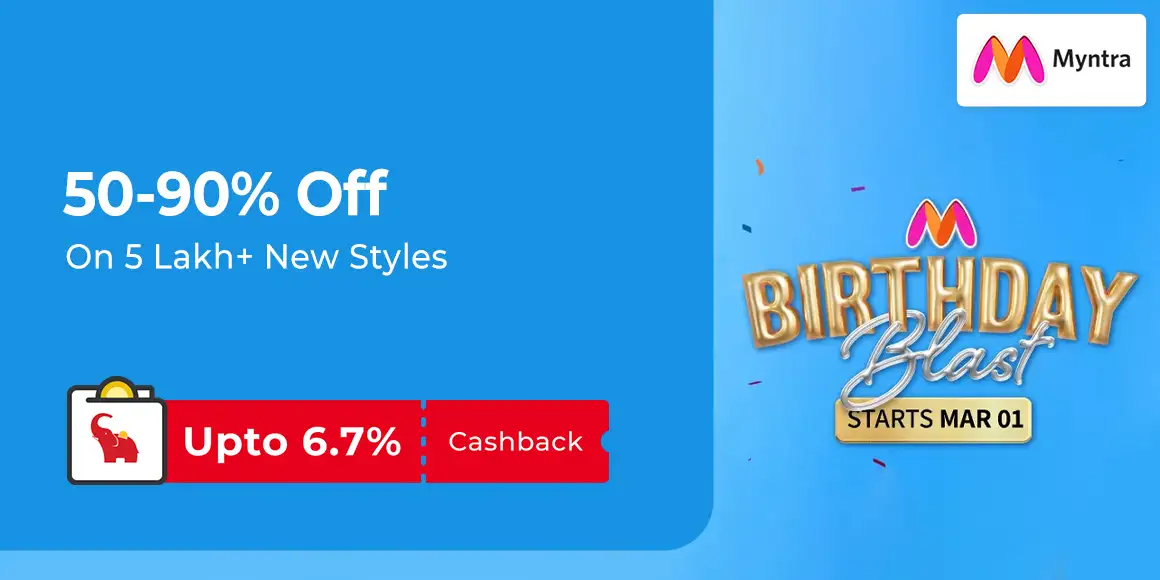 Myntra
50-90% Off
On 5 Lakh+ New Styles
Upto 6.7% Cashback
BIRTHDAY
Blast
STARTS MAR 01